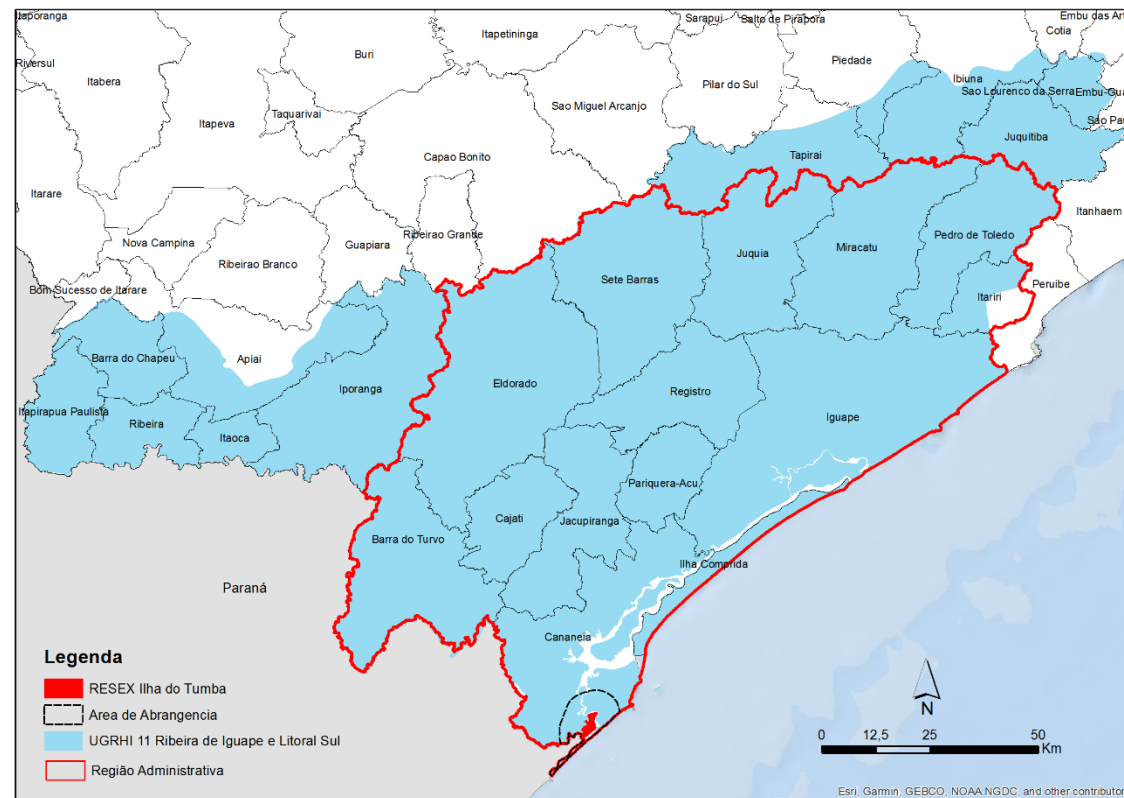 Itaporanga
Sarapui
Salto de Pirapora
Embu das Art
Cotia
Riversul
Itabera
Buri
Itapetininga
Piedade
Ibiuna
Pilar do Sul
Sao Lourenco da Serra
Embu-Gua
Taquarivai
Sao Miguel Arcanjo
Sao Pau
Itapeva
Juquitiba
Capao Bonito
Tapirai
Itarare
Itanhaem
Ribeirao Grande
Pedro de Toledo
Nova Campina
Guapiara
Miracatu
Juquia
Ribeirao Branco
Sete Barras
Peruibe
Bom Sucesso de Itarare
Itariri
Barra do Chapeu
Apiai
Eldorado
Iporanga
Registro
Itapirapua Paulista
Iguape
Ribeira
Itaoca
Pariquera-Acu
Cajati
Jacupiranga
Barra do Turvo
Ilha Comprida
Paraná
Cananeia
Legenda
RESEX Ilha do Tumba
Area de Abrangencia
UGRHI 11 Ribeira de Iguape e Litoral Sul
Região Administrativa
N
0 12,5 25 50
Km
Esri, Garmin, GEBCO, NOAA NGDC, and other contributor